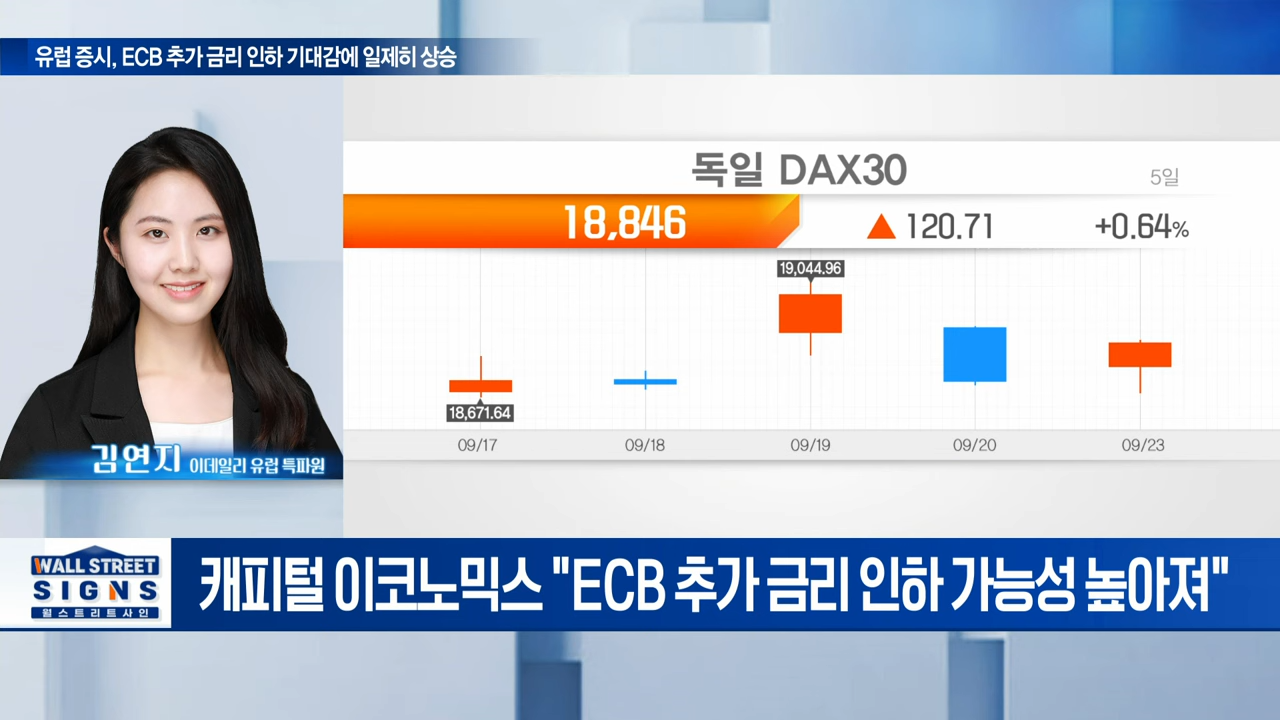 유럽 증시, ECB 추가 금리 인하 기대감에 일제히 상승
독일 DAX30
5일
18,846
▲ 120.71
+0.64%
19,044.96
18,671.64
09/17
09/18
09/19
09/20
09/23
김연지 이데일리 유럽 특파원
WALL STREET
SIGNS
월스트리트사인
캐피털 이코노믹스 "ECB 추가 금리 인하 가능성 높아져"